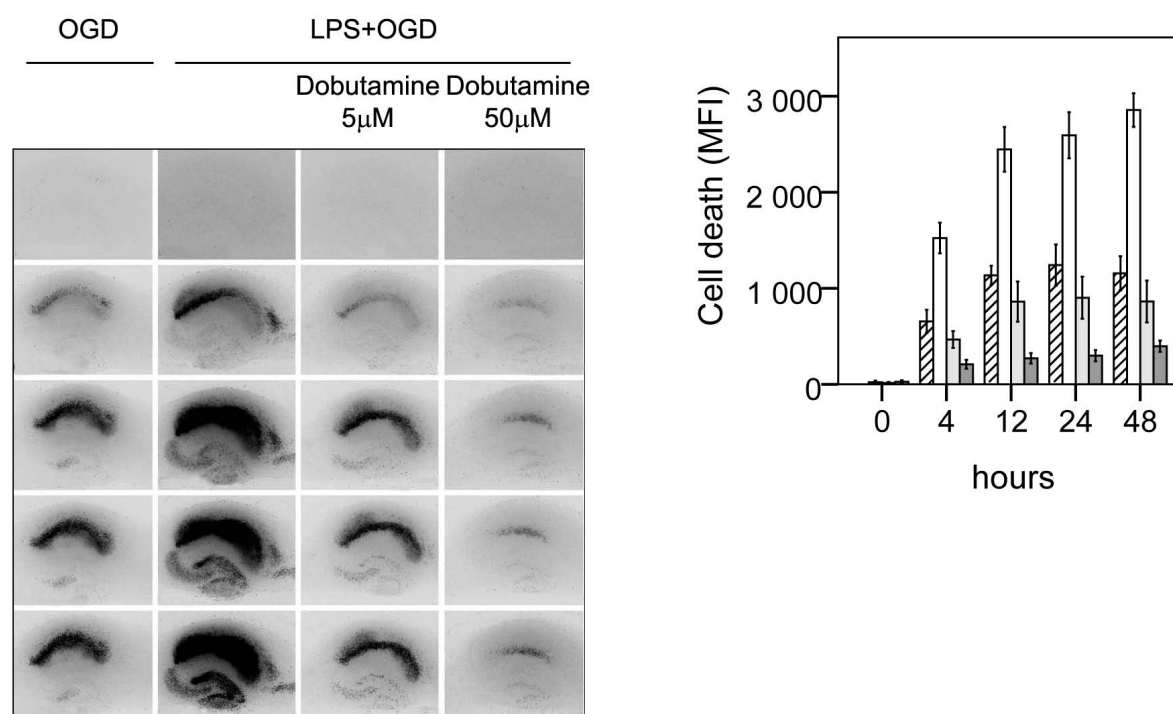 OGD
LPS+OGD
Dobutamine Dobutamine
5μM 50μM
Cell death (MFI)
3 000
2 000
1 000
0
0 4 12 24 48
hours